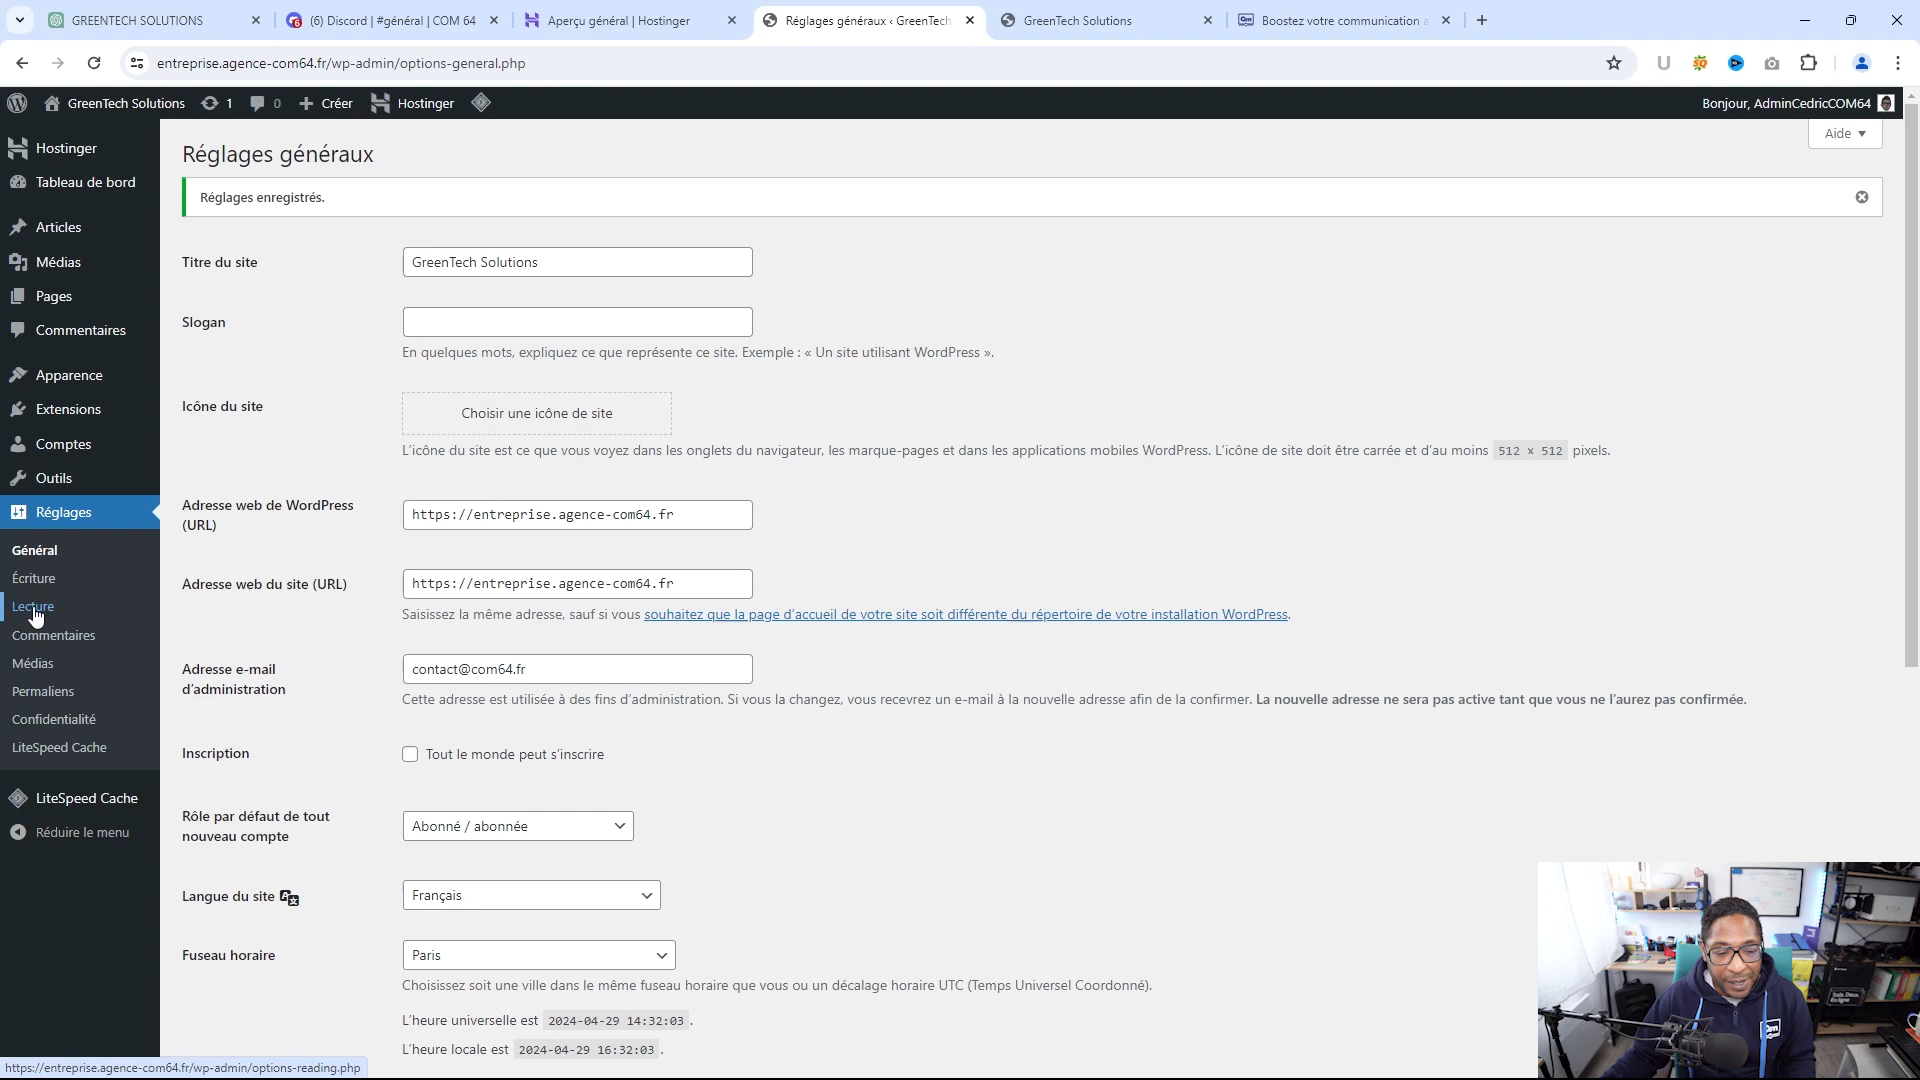 GREENTECH SOLUTIONS
(6) Discord | #général | COM 64
Aperçu général | Hostinger
Réglages généraux ‹ GreenTech
GreenTech Solutions
Boostez votre communication a
entreprise.agence-com64.fr/wp-admin/options-general.php
GreenTech Solutions
1
0
Créer
Hostinger
Bonjour, AdminCedricCOM64
Aide
Hostinger
Tableau de bord
Articles
Médias
Pages
Commentaires
Apparence
Extensions
Comptes
Outils
Réglages
Général
Écriture
Lecture
Commentaires
Médias
Permaliens
Confidentialité
LiteSpeed Cache
LiteSpeed Cache
Réduire le menu
Réglages généraux
Réglages enregistrés.
Titre du site
GreenTech Solutions
Slogan
En quelques mots, expliquez ce que représente ce site. Exemple : « Un site utilisant WordPress ».
Icône du site
Choisir une icône de site
L’icône du site est ce que vous voyez dans les onglets du navigateur, les marque-pages et dans les applications mobiles WordPress. L’icône de site doit être carrée et d’au moins 512 × 512 pixels.
Adresse web de WordPress
(URL)
https://entreprise.agence-com64.fr
Adresse web du site (URL)
https://entreprise.agence-com64.fr
Saisissez la même adresse, sauf si vous souhaitez que la page d’accueil de votre site soit différente du répertoire de votre installation WordPress.
Adresse e-mail
d’administration
contact@com64.fr
Cette adresse est utilisée à des fins d’administration. Si vous la changez, vous recevrez un e-mail à la nouvelle adresse afin de la confirmer. La nouvelle adresse ne sera pas active tant que vous ne l’aurez pas confirmée.
Inscription
Tout le monde peut s’inscrire
Rôle par défaut de tout
nouveau compte
Abonné / abonnée
Langue du site
Français
Fuseau horaire
Paris
Choisissez soit une ville dans le même fuseau horaire que vous ou un décalage horaire UTC (Temps Universel Coordonné).
L’heure universelle est 2024-04-29 14:32:03 .
L’heure locale est 2024-04-29 16:32:03 .
https://entreprise.agence-com64.fr/wp-admin/options-reading.php